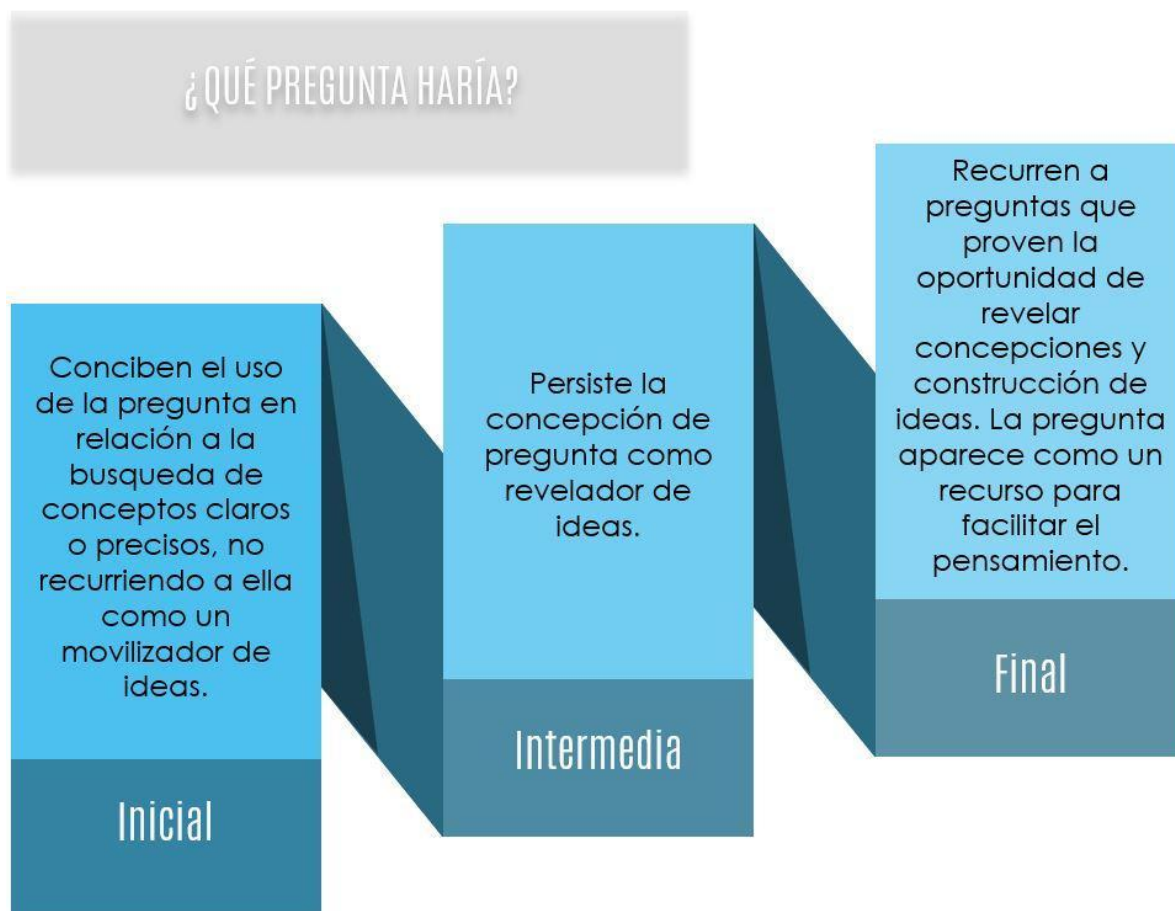 ¿QUÉ PREGUNTA HARÍA?
Conciben el uso
de la pregunta en
relación a la
busqueda de
conceptos claros
o precisos, no
recurriendo a ella
como un
movilizador de
ideas.
Inicial
Persiste la
concepción de
pregunta como
revelador de
ideas.
Intermedia
Recurren a
preguntas que
proven la
oportunidad de
revelar
concepciones y
construcción de
ideas. La pregunta
aparece como un
recurso para
facilitar el
pensamiento.
Final